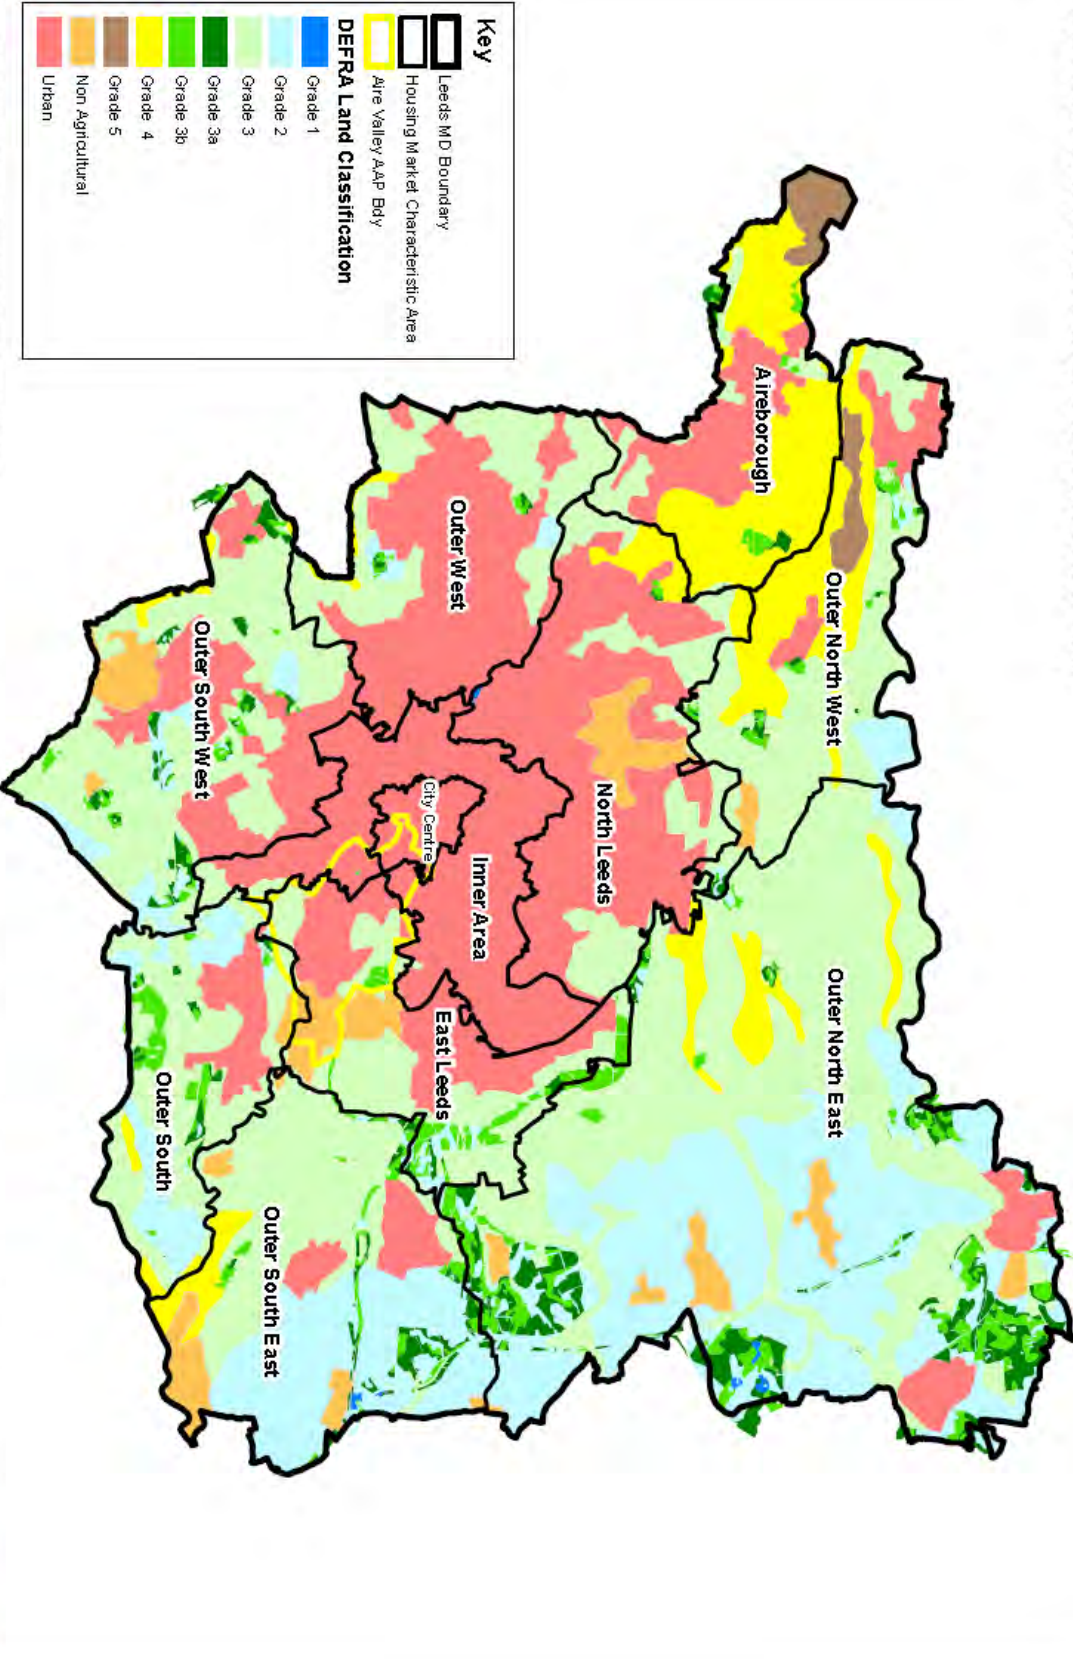 Key
Leeds MD Boundary
Housing Market Characteristic Area
Aire Valley AAP Bdy
DEFRA Land Classification
Grade 1
Grade 2
Grade 3
Grade 3a
Grade 3b
Grade 4
Grade 5
Non Agricultural
Urban
Aireborough
Outer North West
Outer North East
North Leeds
Outer West
City Centre
Inner Area
East Leeds
Outer South West
Outer South
Outer South East